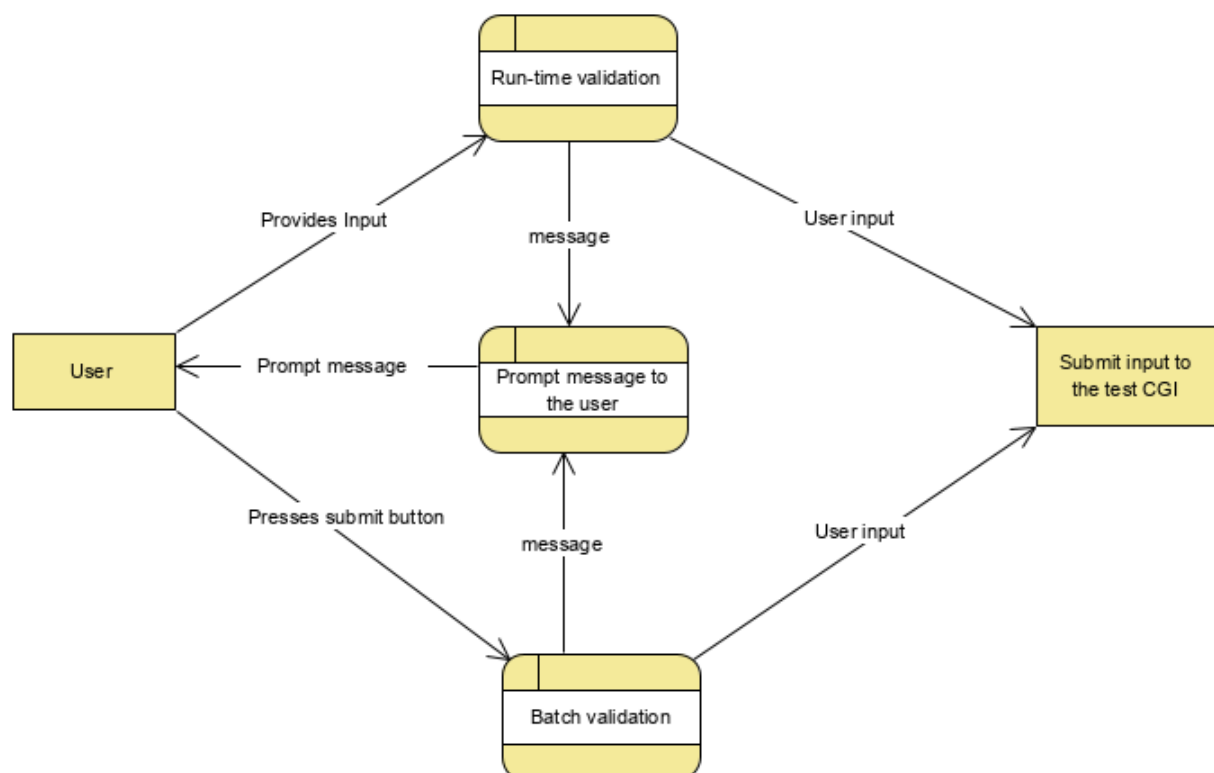 Run-time validation
Provides Input
User input
message
User
Prompt message
Prompt message to
the user
Submit input to
the test CGI
Presses submit button
message
User input
Batch validation